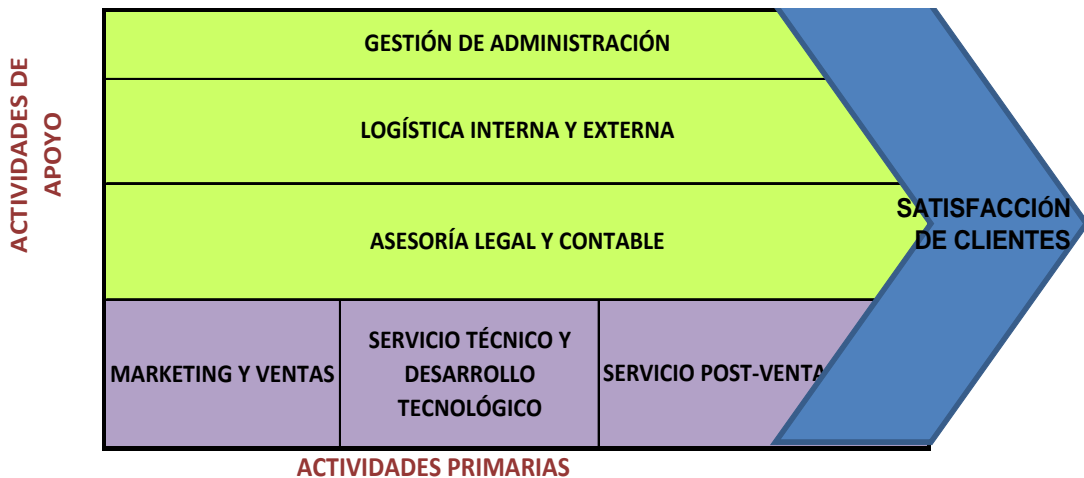 ACTIVIDADES DE
APOYO
GESTIÓN DE ADMINISTRACIÓN
LOGÍSTICA INTERNA Y EXTERNA
ASESORÍA LEGAL Y CONTABLE
SATISFACCIÓN
DE CLIENTES
MARKETING Y VENTAS
SERVICIO TÉCNICO Y
DESARROLLO
TECNOLÓGICO
SERVICIO POST-VENTA
ACTIVIDADES PRIMARIAS